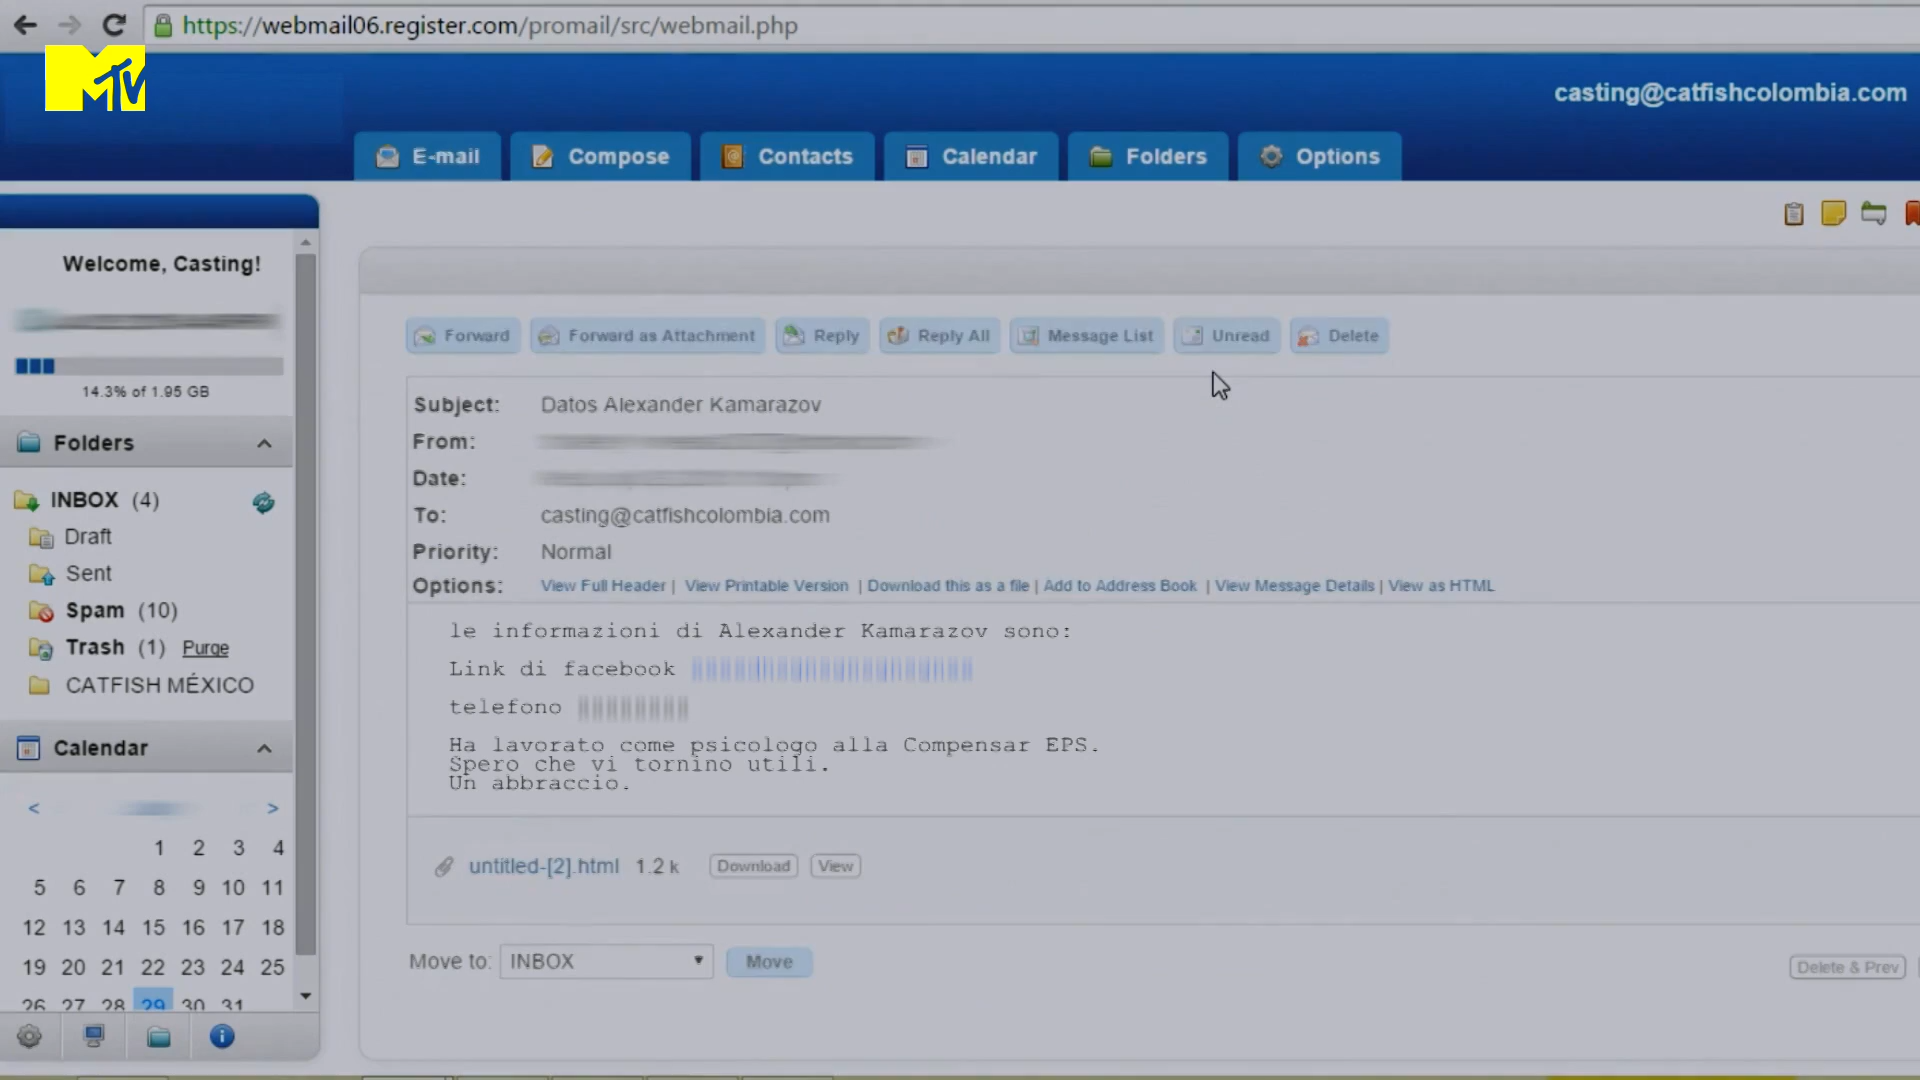 https://webmail06.register.com/promail/src/webmail.php
MTV
casting@catfishcolombia.com
E-mail Compose Contacts Calendar Folders Options
Welcome, Casting!
14.3% of 1.95 GB
Folders
INBOX (4)
Draft
Sent
Spam (10)
Trash (1) Purge
CATFISH MÉXICO
Calendar
< >
1 2 3 4
5 6 7 8 9 10 11
12 13 14 15 16 17 18
19 20 21 22 23 24 25
26 27 28 29 30 31
Forward Forward as Attachment Reply Reply All Message List Unread Delete
Subject: Datos Alexander Kamarazov
From:
Date:
To: casting@catfishcolombia.com
Priority: Normal
Options: View Full Header | View Printable Version | Download this as a file | Add to Address Book | View Message Details | View as HTML
le informazioni di Alexander Kamarazov sono:
Link di facebook
telefono
Ha lavorato come psicologo alla Compensar EPS.
Spero che vi tornino utili.
Un abbraccio.
untitled-[2].html 1.2 k Download View
Move to: INBOX Move
Delete & Prev